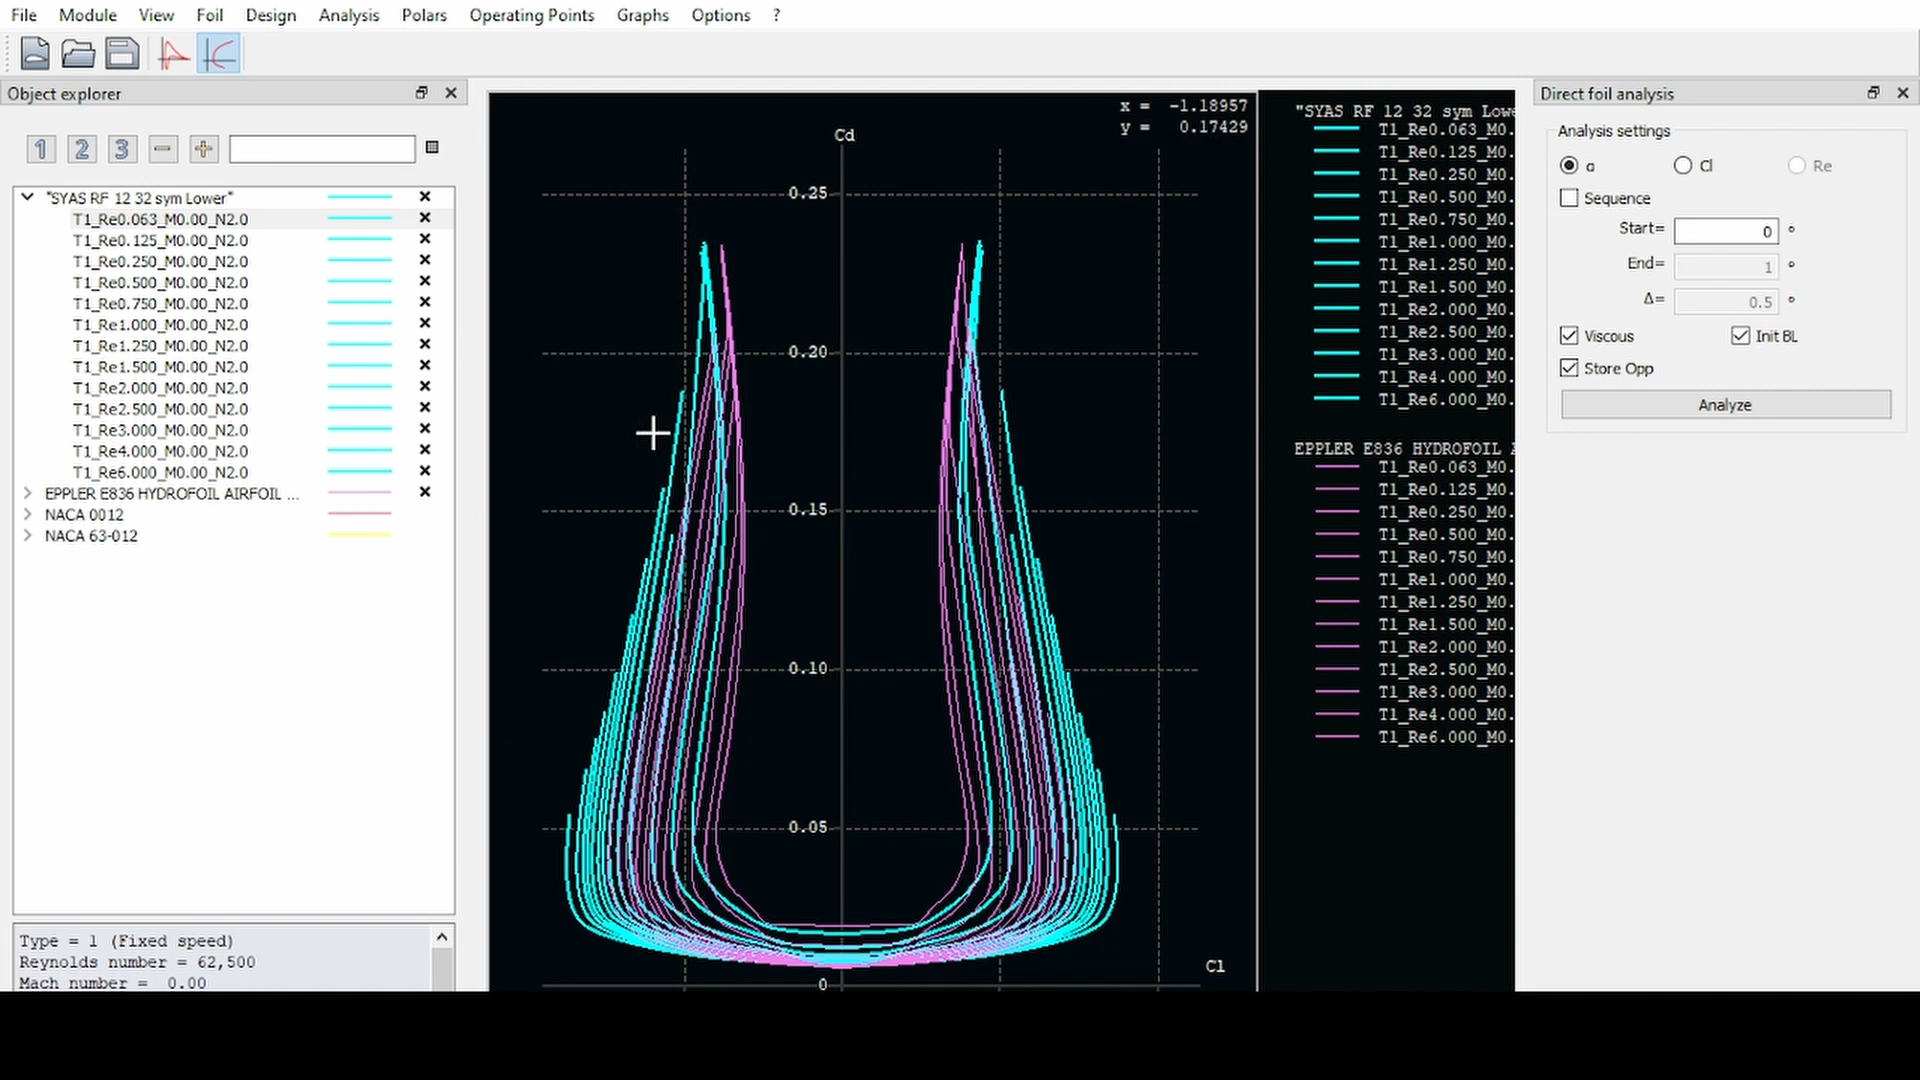 File Module View Foil Design Analysis Polars Operating Points Graphs Options ?
Object explorer
1 2 3 − +
"SYAS RF 12 32 sym Lower"
T1_Re0.063_M0.00_N2.0
T1_Re0.125_M0.00_N2.0
T1_Re0.250_M0.00_N2.0
T1_Re0.500_M0.00_N2.0
T1_Re0.750_M0.00_N2.0
T1_Re1.000_M0.00_N2.0
T1_Re1.250_M0.00_N2.0
T1_Re1.500_M0.00_N2.0
T1_Re2.000_M0.00_N2.0
T1_Re2.500_M0.00_N2.0
T1_Re3.000_M0.00_N2.0
T1_Re4.000_M0.00_N2.0
T1_Re6.000_M0.00_N2.0
EPPLER E836 HYDROFOIL AIRFOIL ...
NACA 0012
NACA 63-012
Type = 1 (Fixed speed)
Reynolds number = 62,500
Mach number = 0.00
x = -1.18957
y = 0.17429
Cd
0.25
0.20
0.15
0.10
0.05
0
Cl
"SYAS RF 12 32 sym Lowe
T1_Re0.063_M0.
T1_Re0.125_M0.
T1_Re0.250_M0.
T1_Re0.500_M0.
T1_Re0.750_M0.
T1_Re1.000_M0.
T1_Re1.250_M0.
T1_Re1.500_M0.
T1_Re2.000_M0.
T1_Re2.500_M0.
T1_Re3.000_M0.
T1_Re4.000_M0.
T1_Re6.000_M0.
EPPLER E836 HYDROFOIL A
T1_Re0.063_M0.
T1_Re0.125_M0.
T1_Re0.250_M0.
T1_Re0.500_M0.
T1_Re0.750_M0.
T1_Re1.000_M0.
T1_Re1.250_M0.
T1_Re1.500_M0.
T1_Re2.000_M0.
T1_Re2.500_M0.
T1_Re3.000_M0.
T1_Re4.000_M0.
T1_Re6.000_M0.
Direct foil analysis
Analysis settings
α Cl Re
Sequence
Start= 0 °
End= 1 °
Δ= 0.5 °
Viscous Init BL
Store Opp
Analyze